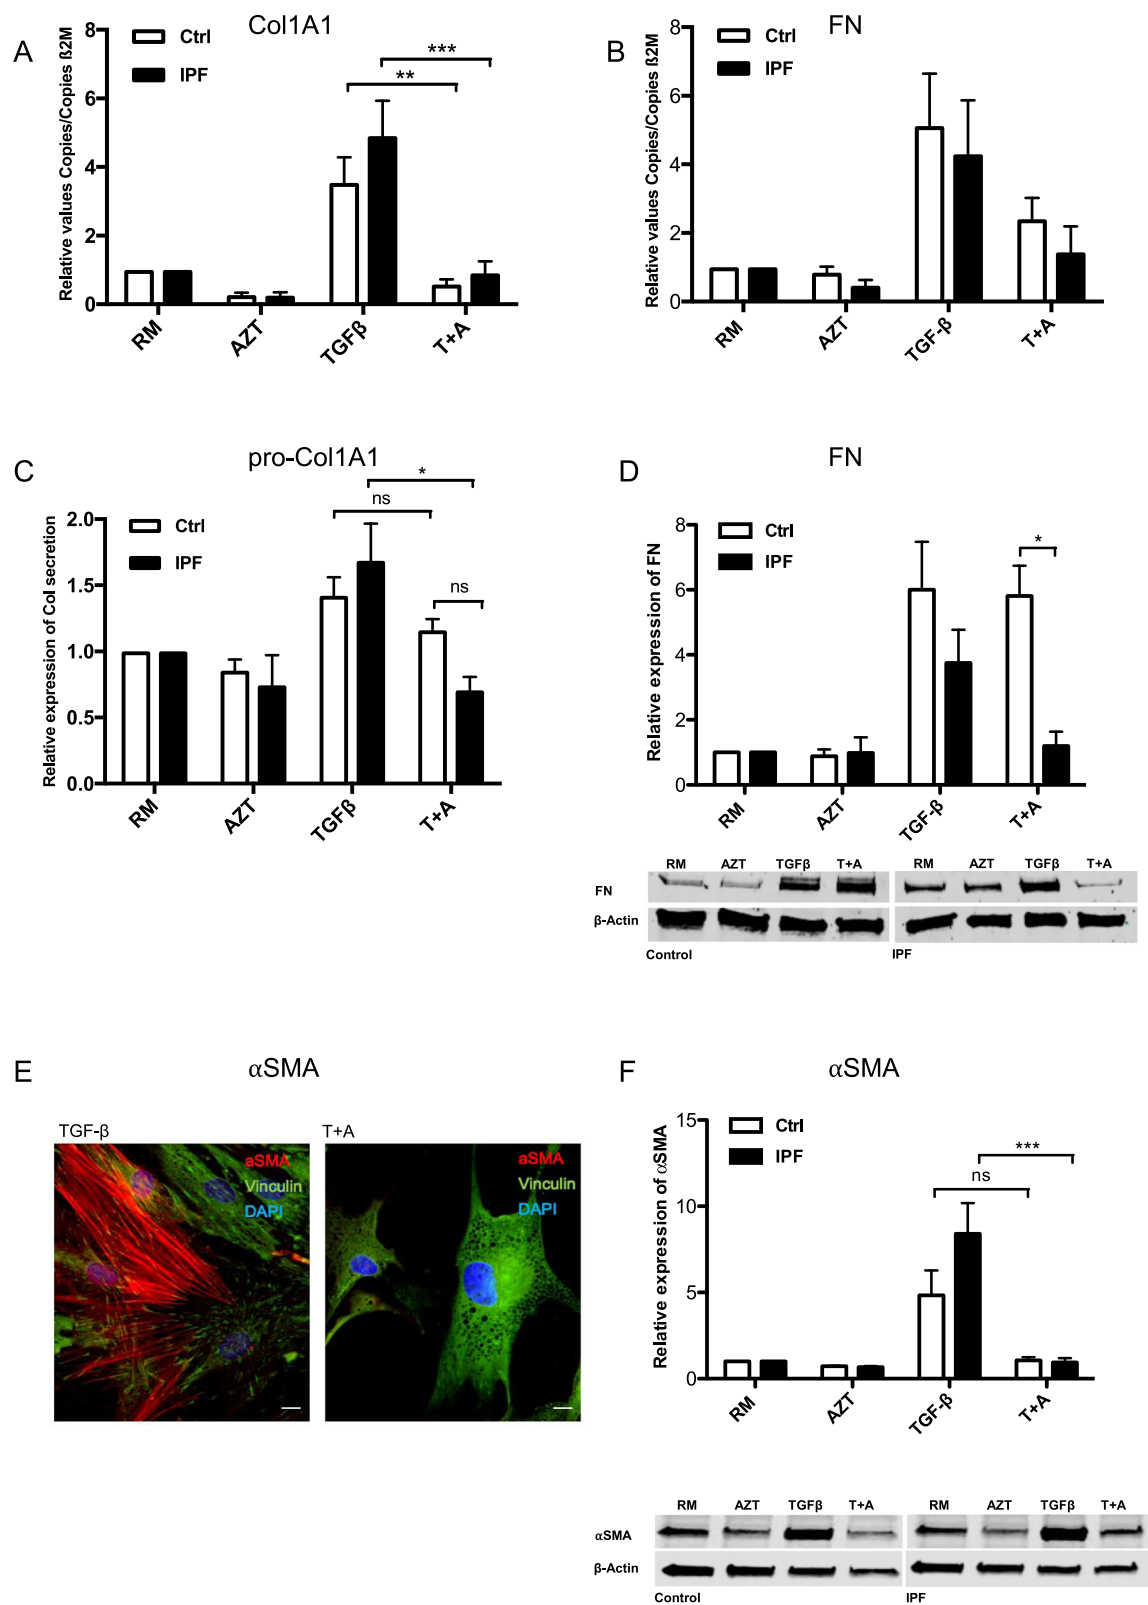 A
Col1A1
Relative values Copies/Copies ß2M
8
6
4
2
0
Ctrl
IPF
**
***
RM
AZT
TGFβ
T+A
B
FN
Relative values Copies/Copies ß2M
8
6
4
2
0
Ctrl
IPF
RM
AZT
TGF-β
T+A
C
pro-Col1A1
Relative expression of Col secretion
2.0
1.5
1.0
0.5
0.0
Ctrl
IPF
*
ns
ns
RM
AZT
TGFβ
T+A
D
FN
Relative expression of FN
8
6
4
2
0
Ctrl
IPF
*
RM
AZT
TGF-β
T+A
RM AZT TGFβ T+A RM AZT TGFβ T+A
FN
β-Actin
Control IPF
E
αSMA
TGF-β
aSMA
Vinculin
DAPI
T+A
aSMA
Vinculin
DAPI
F
αSMA
Relative expression of αSMA
15
10
5
0
Ctrl
IPF
***
ns
RM
AZT
TGF-β
T+A
RM AZT TGFβ T+A RM AZT TGFβ T+A
αSMA
β-Actin
Control IPF